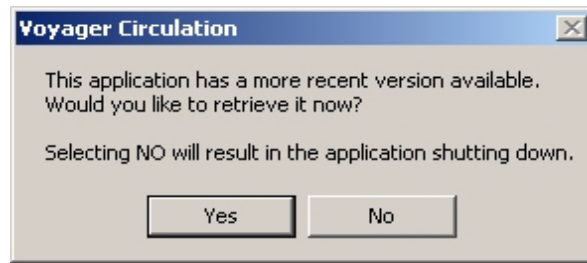 Voyager Circulation
This application has a more recent version available.
Would you like to retrieve it now?
Selecting NO will result in the application shutting down.
Yes
No